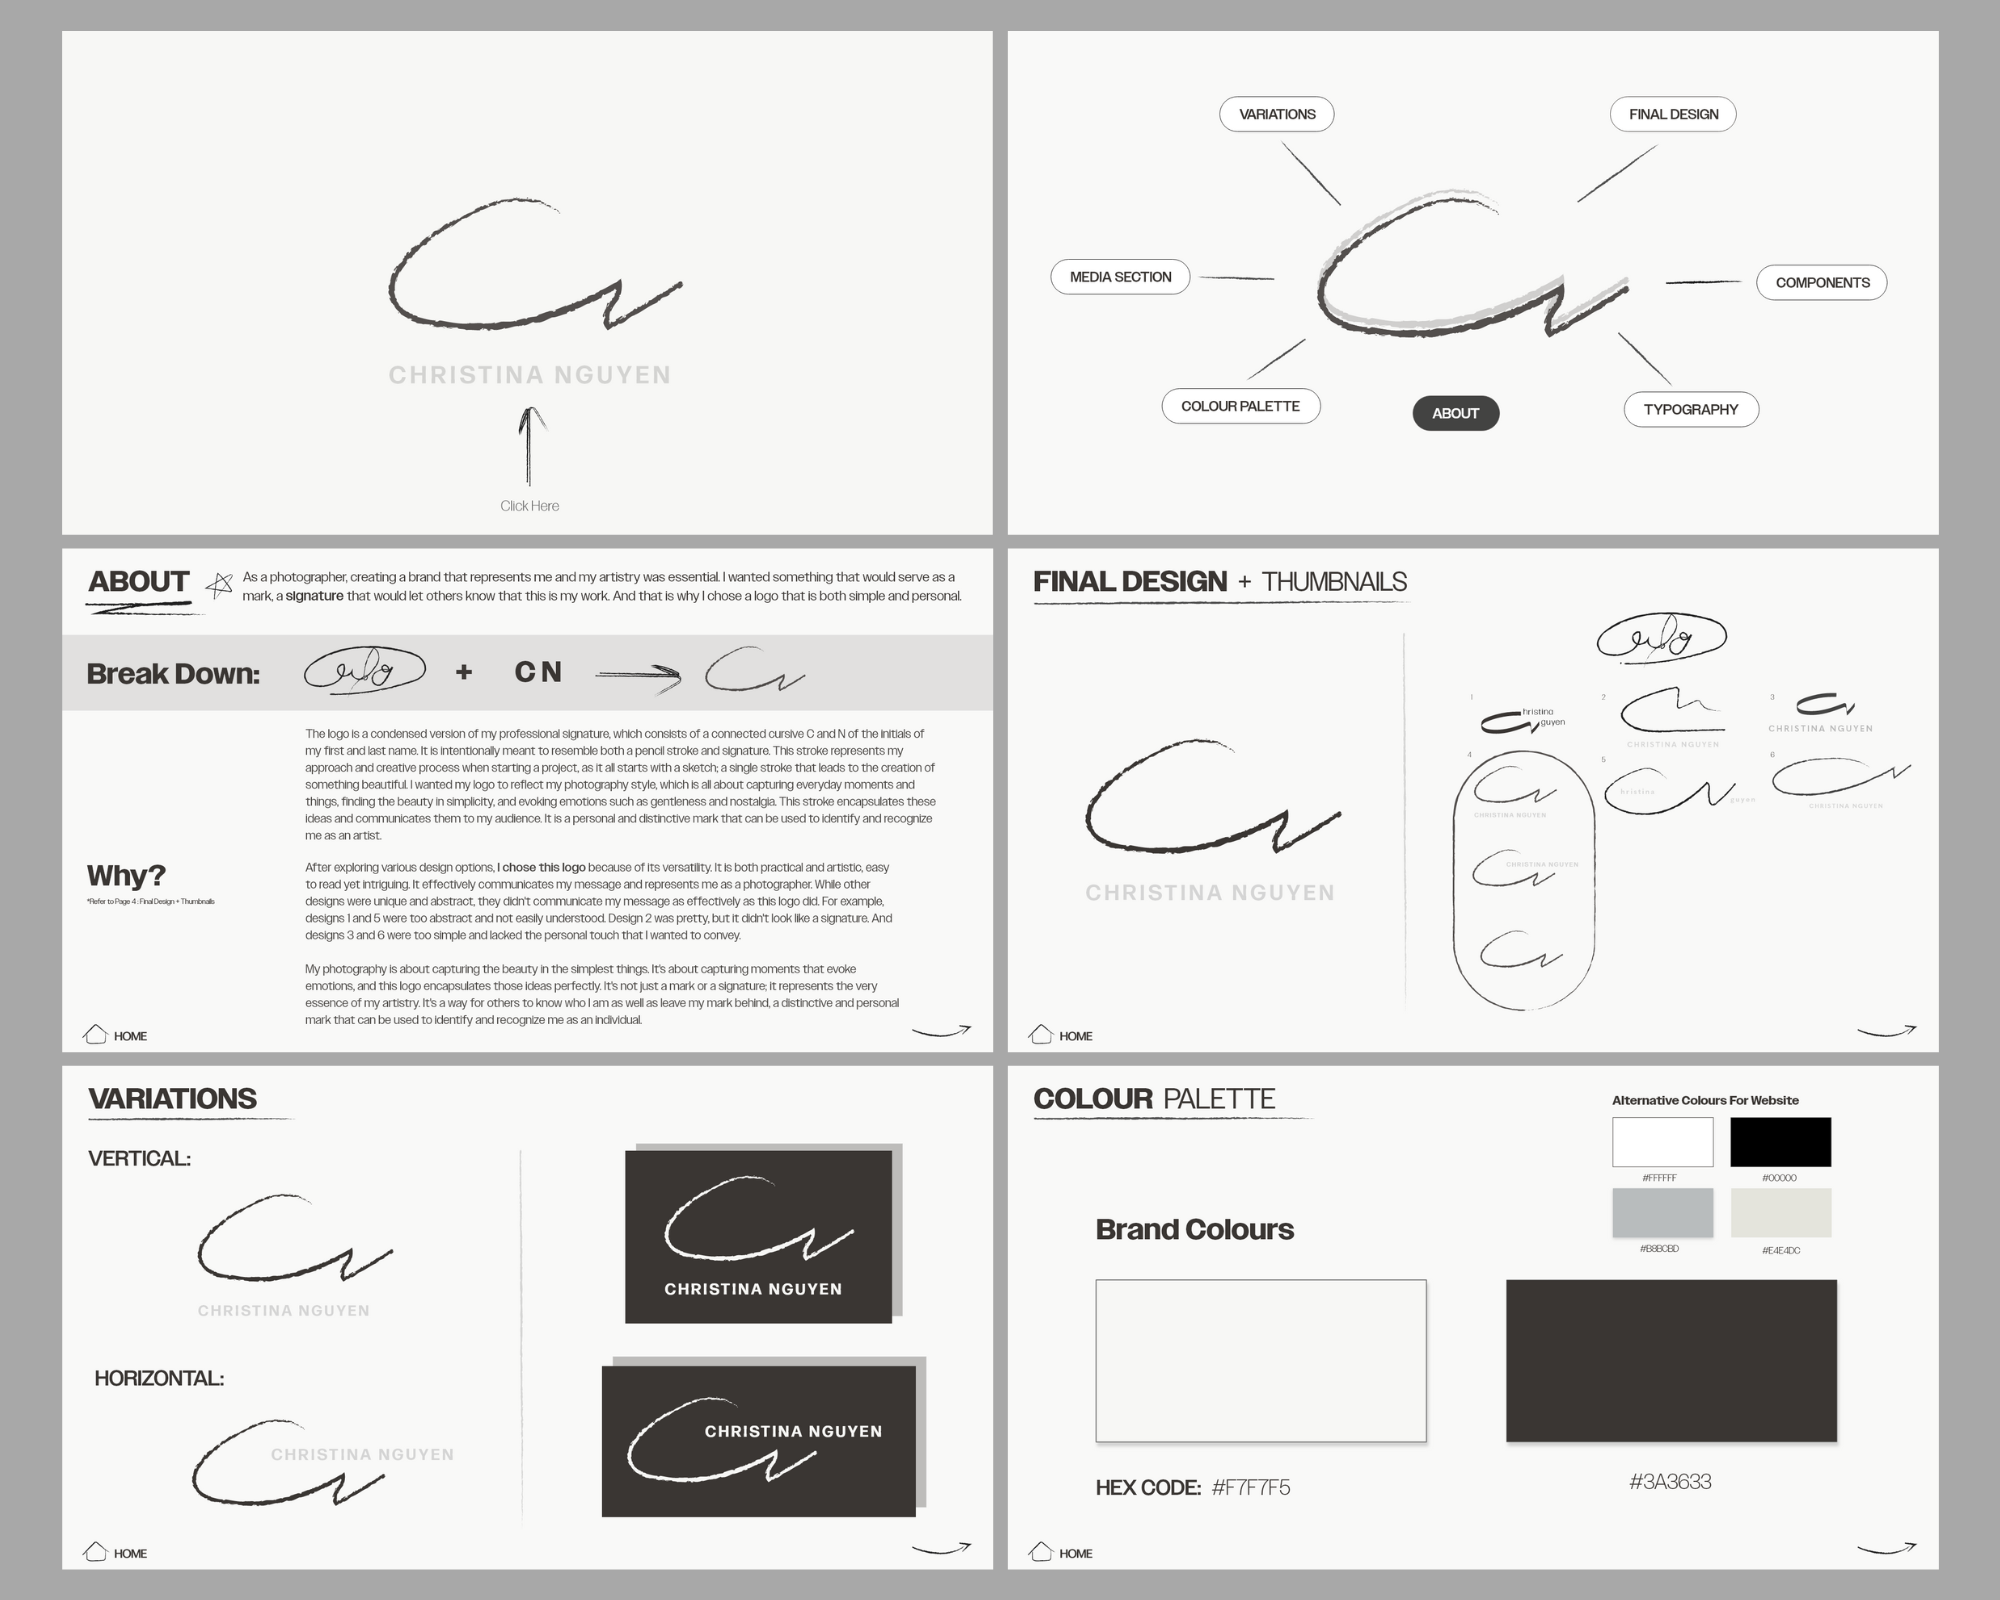 CHRISTINA NGUYEN
Click Here
VARIATIONS
FINAL DESIGN
MEDIA SECTION
COMPONENTS
COLOUR PALETTE
ABOUT
TYPOGRAPHY
ABOUT
As a photographer, creating a brand that represents me and my artistry was essential. I wanted something that would serve as a
mark, a signature that would let others know that this is my work. And that is why I chose a logo that is both simple and personal.
Break Down:
+ CN
The logo is a condensed version of my professional signature, which consists of a connected cursive C and N of the initials of
my first and last name. It is intentionally meant to resemble both a pencil stroke and signature. This stroke represents my
approach and creative process when starting a project, as it all starts with a sketch; a single stroke that leads to the creation of
something beautiful. I wanted my logo to reflect my photography style, which is all about capturing everyday moments and
things, finding the beauty in simplicity, and evoking emotions such as gentleness and nostalgia. This stroke encapsulates these
ideas and communicates them to my audience. It is a personal and distinctive mark that can be used to identify and recognize
me as an artist.
Why?
*Refer to Page 4 : Final Design + Thumbnails
After exploring various design options, I chose this logo because of its versatility. It is both practical and artistic, easy
to read yet intriguing. It effectively communicates my message and represents me as a photographer. While other
designs were unique and abstract, they didn't communicate my message as effectively as this logo did. For example,
designs 1 and 5 were too abstract and not easily understood. Design 2 was pretty, but it didn't look like a signature. And
designs 3 and 6 were too simple and lacked the personal touch that I wanted to convey.
My photography is about capturing the beauty in the simplest things. It's about capturing moments that evoke
emotions, and this logo encapsulates those ideas perfectly. It's not just a mark or a signature; it represents the very
essence of my artistry. It's a way for others to know who I am as well as leave my mark behind, a distinctive and personal
mark that can be used to identify and recognize me as an individual.
HOME
FINAL DESIGN + THUMBNAILS
CHRISTINA NGUYEN
1
hristina
guyen
2
CHRISTINA NGUYEN
3
CHRISTINA NGUYEN
4
CHRISTINA NGUYEN
CHRISTINA NGUYEN
5
hristina
guyen
6
CHRISTINA NGUYEN
HOME
VARIATIONS
VERTICAL:
CHRISTINA NGUYEN
CHRISTINA NGUYEN
HORIZONTAL:
CHRISTINA NGUYEN
CHRISTINA NGUYEN
HOME
COLOUR PALETTE
Alternative Colours For Website
#FFFFFF
#00000
#B8BCBD
#E4E4DC
Brand Colours
HEX CODE: #F7F7F5
#3A3633
HOME